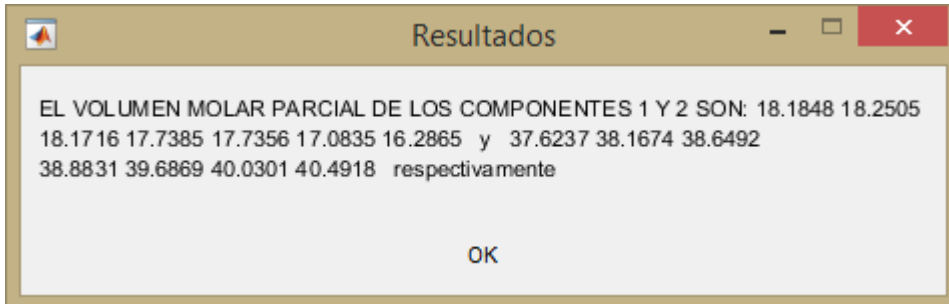 Resultados
EL VOLUMEN MOLAR PARCIAL DE LOS COMPONENTES 1 Y 2 SON: 18.1848 18.2505
18.1716 17.7385 17.7356 17.0835 16.2865 y 37.6237 38.1674 38.6492
38.8831 39.6869 40.0301 40.4918 respectivamente
OK